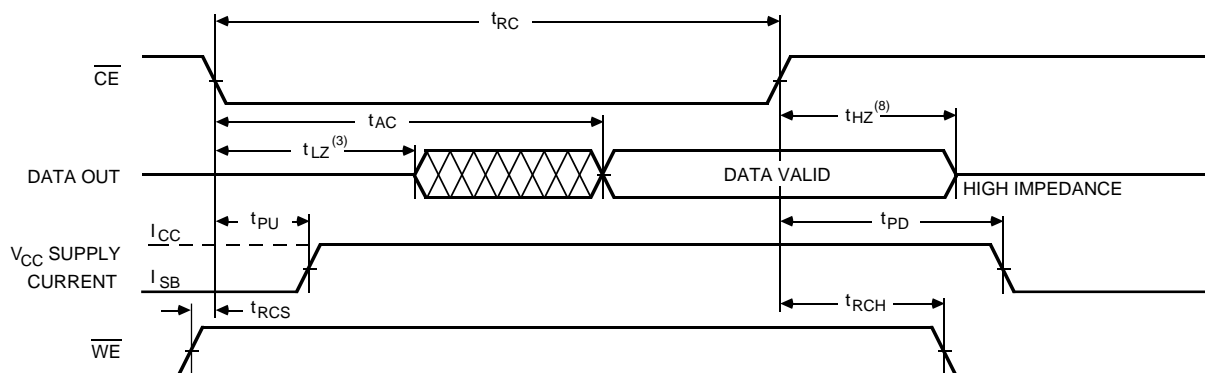 tRC
CE
tAC
tHZ(8)
tLZ(3)
DATA OUT
DATA VALID
HIGH IMPEDANCE
tPU
tPD
ICC
VCC SUPPLY
CURRENT
ISB
tRCS
tRCH
WE